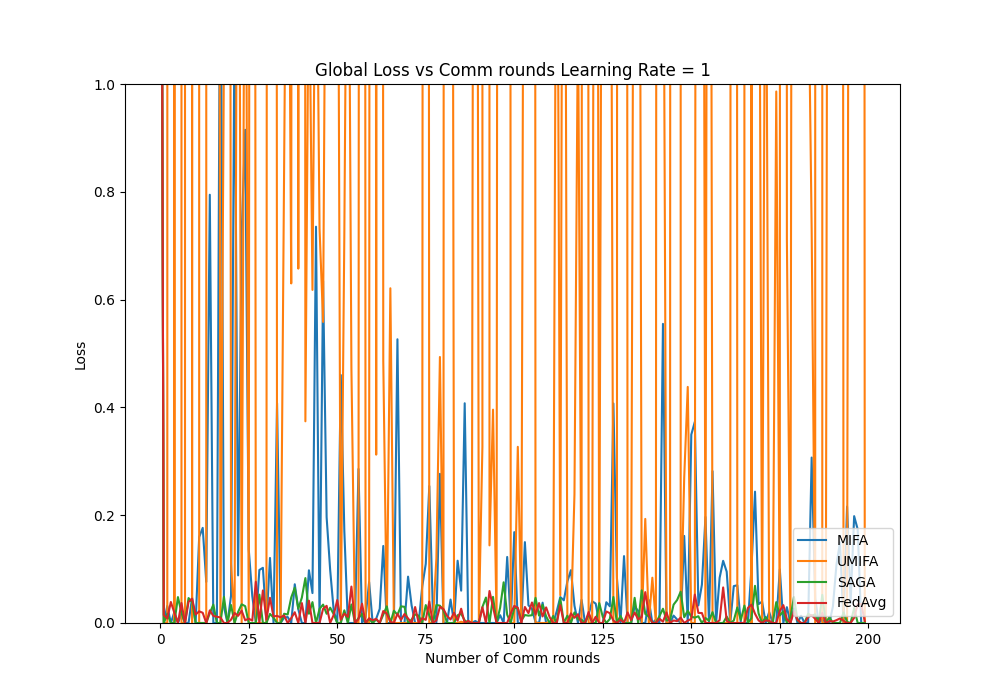 Global Loss vs Comm rounds Learning Rate = 1
1.0
0.8
0.6
0.4
0.2
0.0
Loss
0 25 50 75 100 125 150 175 200
Number of Comm rounds
MIFA
UMIFA
SAGA
FedAvg